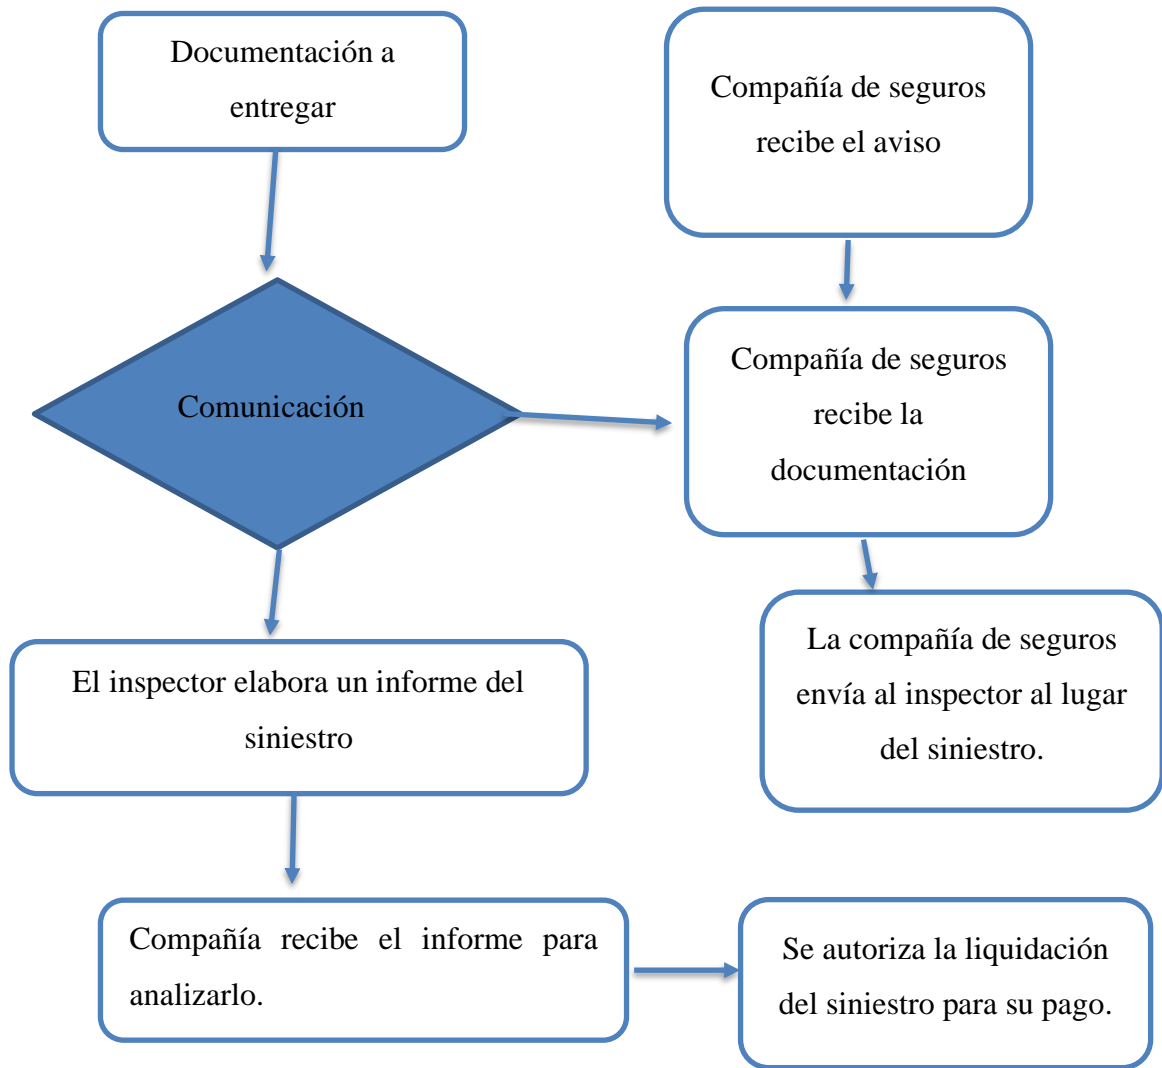 Documentación a
entregar
Compañía de seguros
recibe el aviso
Comunicación
Compañía de seguros
recibe la
documentación
La compañía de seguros
envía al inspector al lugar
del siniestro.
El inspector elabora un informe del
siniestro
Compañía recibe el informe para
analizarlo.
Se autoriza la liquidación
del siniestro para su pago.